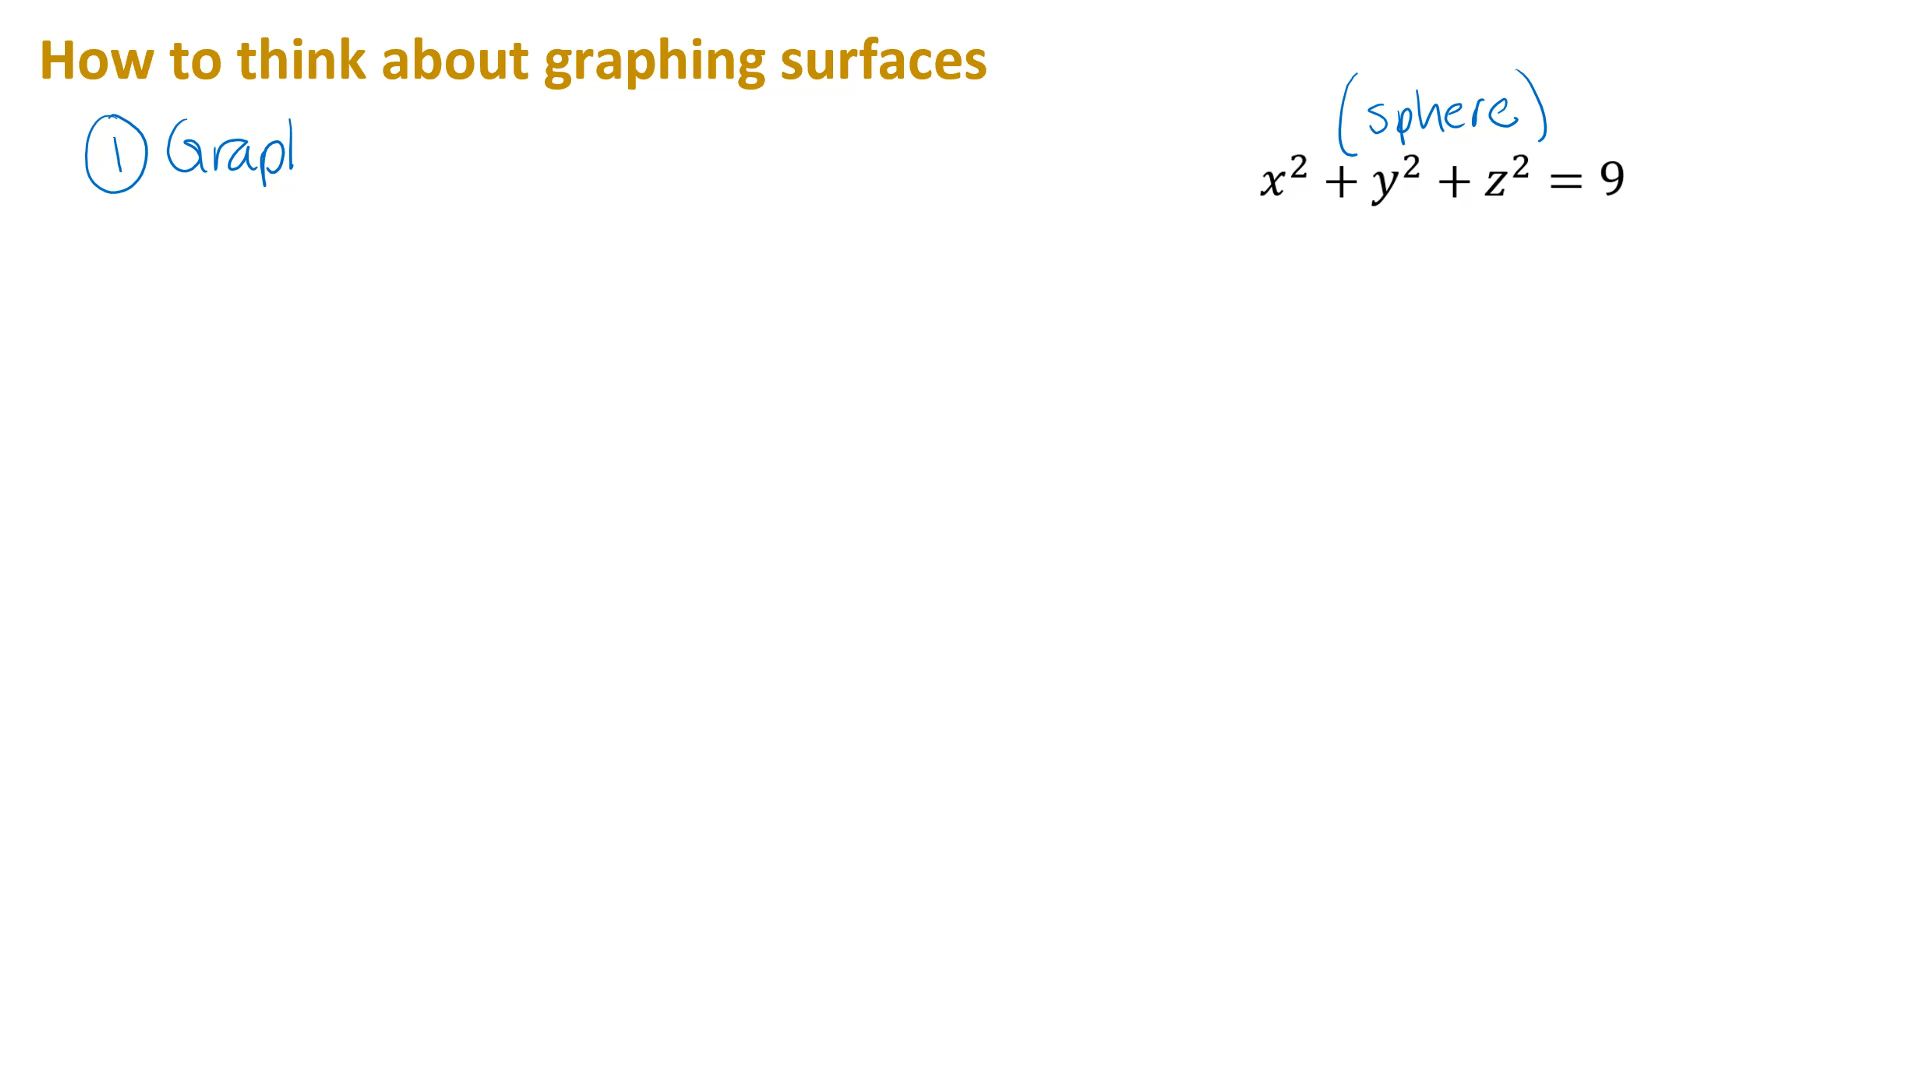 How to think about graphing surfaces
(sphere)
① Grapl
x² + y² + z² = 9